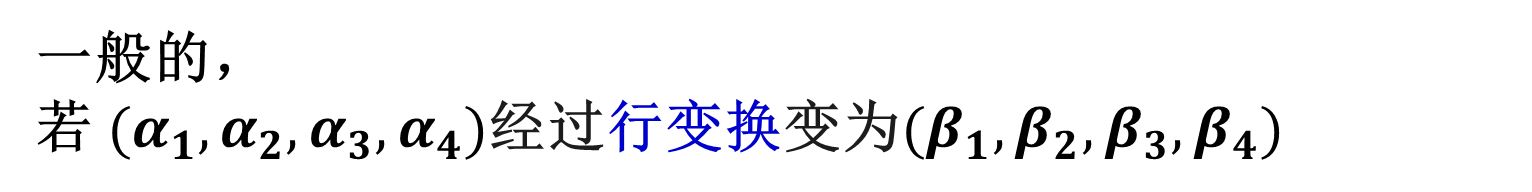 一般的，
若 (α₁, α₂, α₃, α₄)经过行变换变为(β₁, β₂, β₃, β₄)